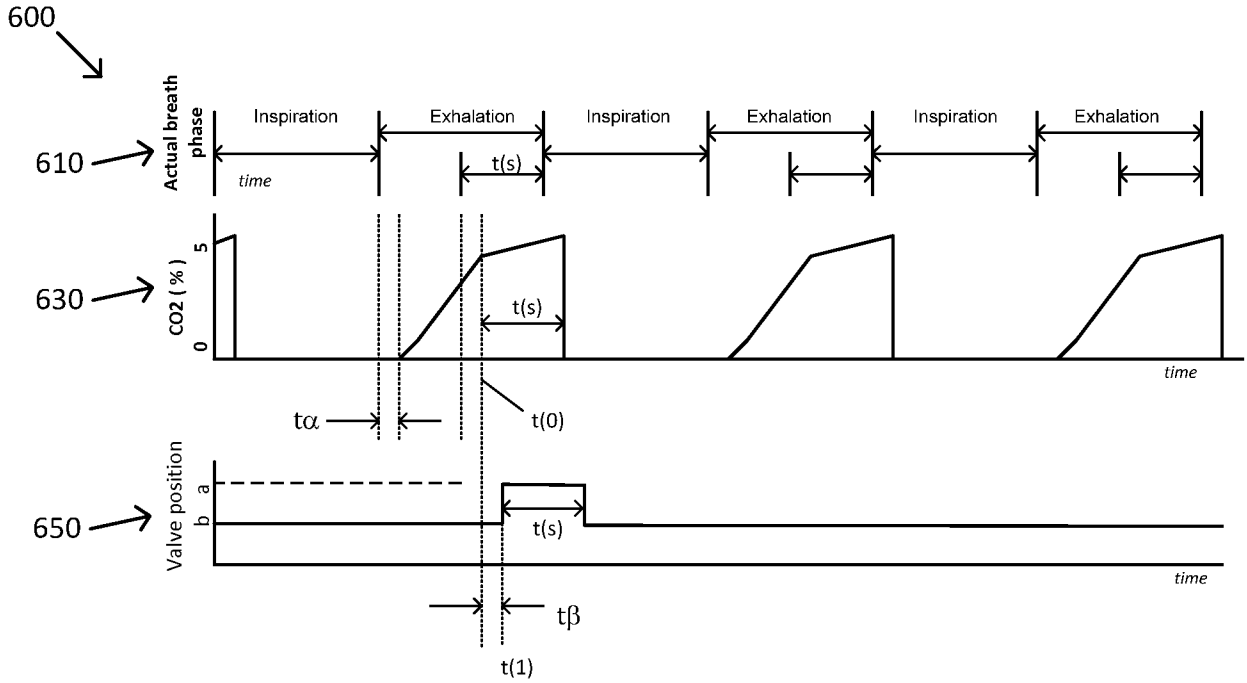 600
610
Actual breath
phase
Inspiration
Exhalation
Inspiration
Exhalation
Inspiration
Exhalation
time
t(s)
630
CO2 ( % )
5
0
t(s)
time
tα
t(0)
650
Valve position
a
b
t(s)
time
tβ
t(1)